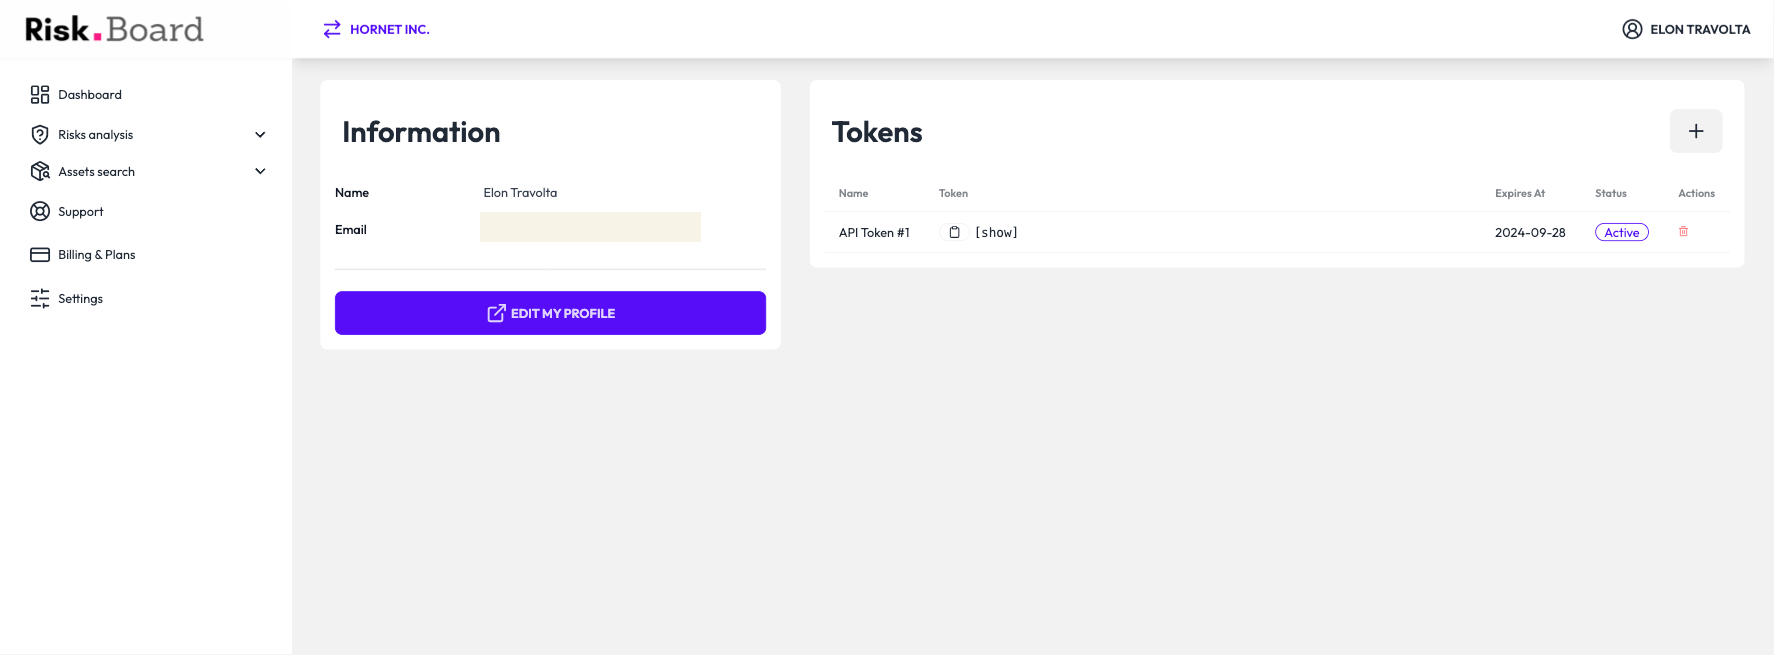 Risk.Board
HORNET INC.
ELON TRAVOLTA
Dashboard
Risks analysis
Assets search
Support
Billing & Plans
Settings
Information
Name Elon Travolta
Email
EDIT MY PROFILE
Tokens
Name Token Expires At Status Actions
API Token #1 [show] 2024-09-28 Active